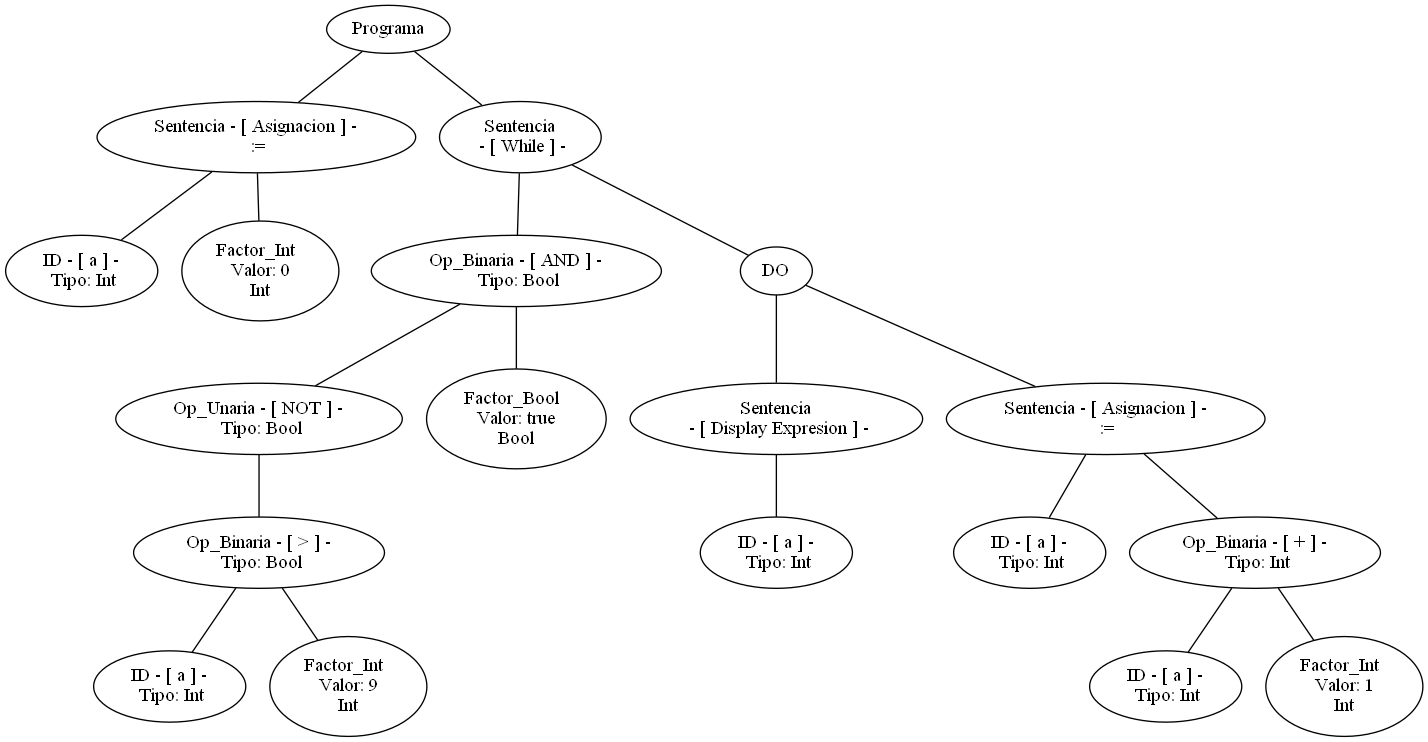 Programa
Sentencia - [ Asignacion ] -
:=
Sentencia
- [ While ] -
ID - [ a ] -
Tipo: Int
Factor_Int
Valor: 0
Int
Op_Binaria - [ AND ] -
Tipo: Bool
DO
Op_Unaria - [ NOT ] -
Tipo: Bool
Factor_Bool
Valor: true
Bool
Sentencia
- [ Display Expresion ] -
Sentencia - [ Asignacion ] -
:=
Op_Binaria - [ > ] -
Tipo: Bool
ID - [ a ] -
Tipo: Int
ID - [ a ] -
Tipo: Int
Op_Binaria - [ + ] -
Tipo: Int
ID - [ a ] -
Tipo: Int
Factor_Int
Valor: 9
Int
ID - [ a ] -
Tipo: Int
Factor_Int
Valor: 1
Int